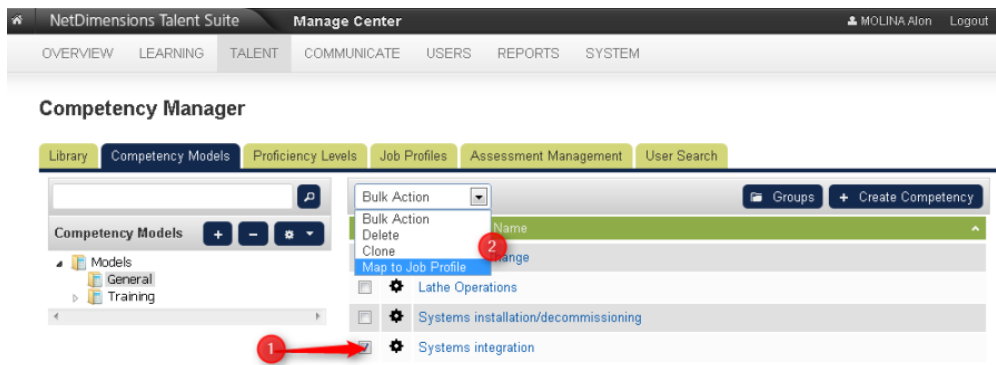 NetDimensions Talent Suite Manage Center MOLINA Alon Logout
OVERVIEW LEARNING TALENT COMMUNICATE USERS REPORTS SYSTEM
Competency Manager
Library Competency Models Proficiency Levels Job Profiles Assessment Management User Search
Bulk Action Groups + Create Competency
Competency Models + -
Bulk Action Name
Delete
Clone 2 hange
Map to Job Profile
Models
General
Training
Lathe Operations
Systems installation/decommissioning
1 Systems integration